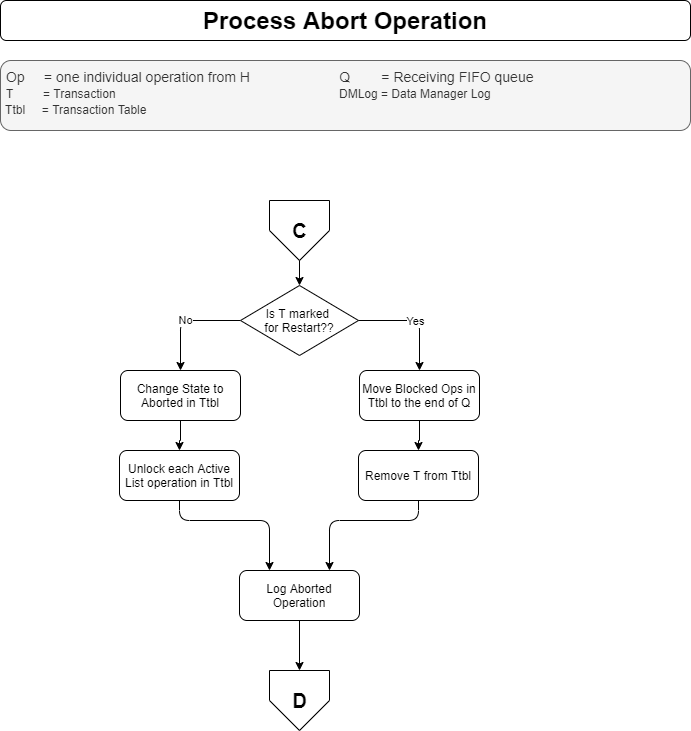 Process Abort Operation
Op = one individual operation from H
T = Transaction
Ttbl = Transaction Table
Q = Receiving FIFO queue
DMLog = Data Manager Log
C
Is T marked
for Restart??
No
Yes
Change State to
Aborted in Ttbl
Move Blocked Ops in
Ttbl to the end of Q
Unlock each Active
List operation in Ttbl
Remove T from Ttbl
Log Aborted
Operation
D